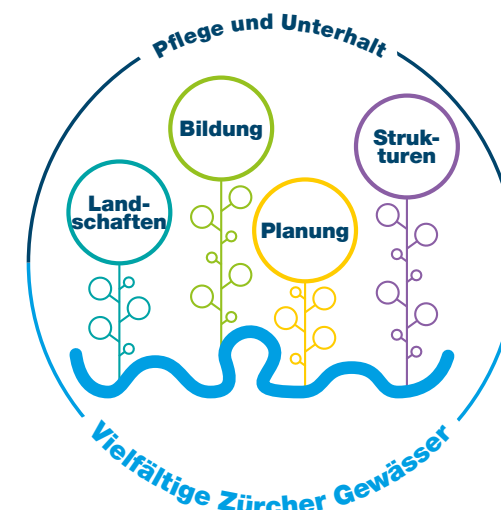 Pflege und Unterhalt
Bildung
Struk-
turen
Land-
schaften
Planung
Vielfältige Zürcher Gewässer